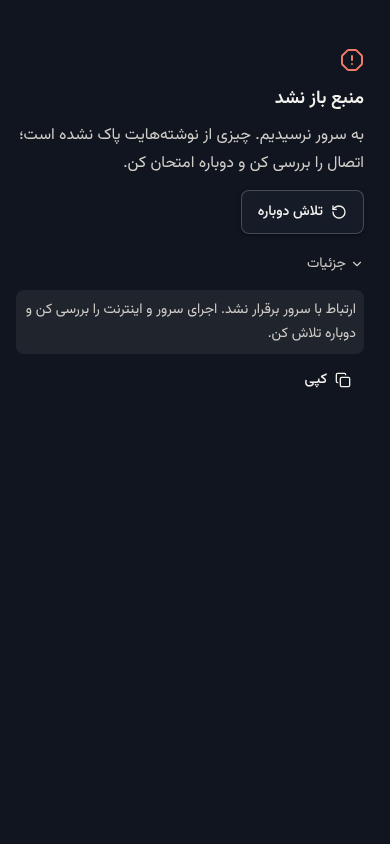 منبع باز نشد
به سرور نرسیدیم. چیزی از نوشته‌هایت پاک نشده است؛
اتصال را بررسی کن و دوباره امتحان کن.
تلاش دوباره
جزئیات
ارتباط با سرور برقرار نشد. اجرای سرور و اینترنت را بررسی کن و
دوباره تلاش کن.
کپی